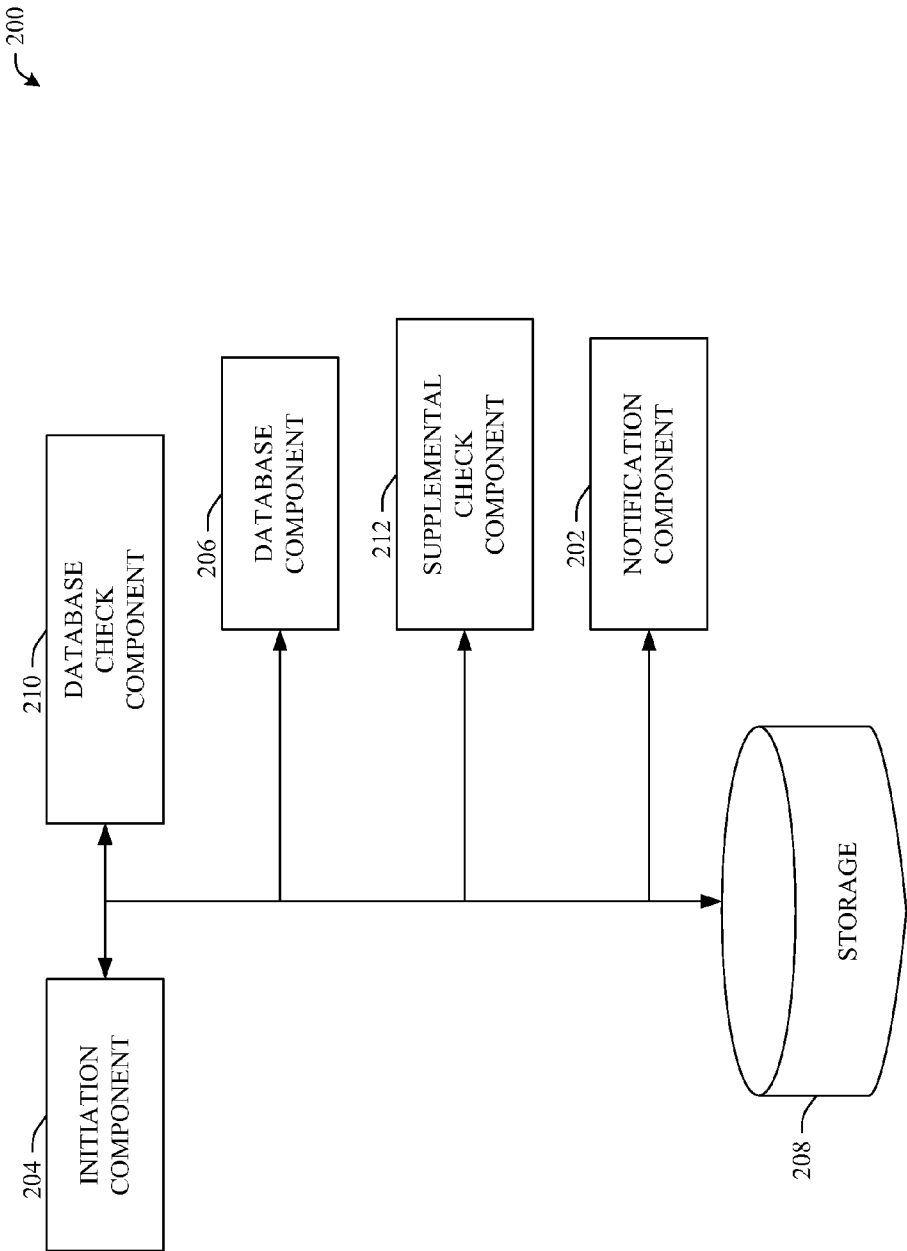 200
204
INITIATION
COMPONENT
210
DATABASE
CHECK
COMPONENT
206
DATABASE
COMPONENT
212
SUPPLEMENTAL
CHECK
COMPONENT
202
NOTIFICATION
COMPONENT
STORAGE
208